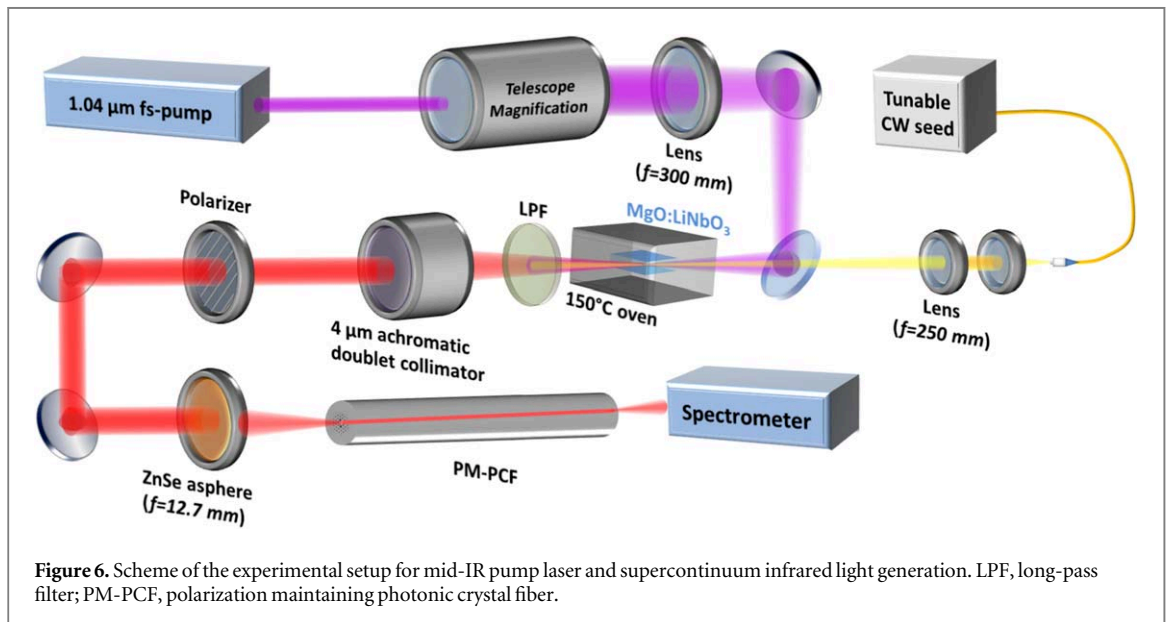 1.04 µm fs-pump
Telescope
Magnification
Lens
(f=300 mm)
Tunable
CW seed
Polarizer
LPF
MgO:LiNbO3
150°C oven
4 µm achromatic
doublet collimator
Lens
(f=250 mm)
ZnSe asphere
(f=12.7 mm)
PM-PCF
Spectrometer
Figure 6. Scheme of the experimental setup for mid-IR pump laser and supercontinuum infrared light generation. LPF, long-pass
filter; PM-PCF, polarization maintaining photonic crystal fiber.